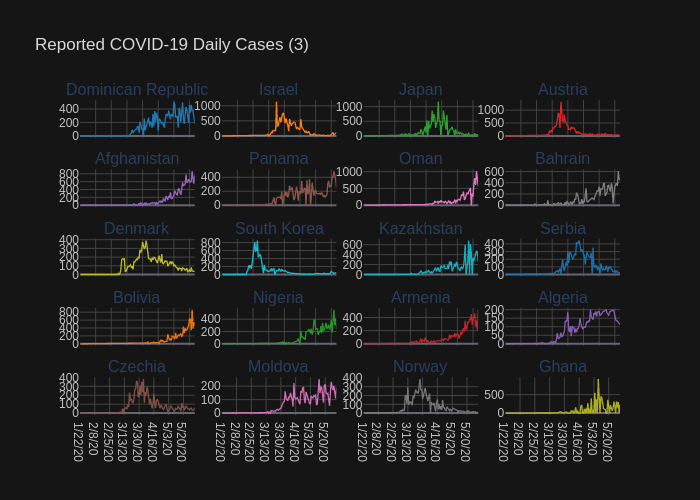 Reported COVID-19 Daily Cases (3)
Dominican Republic Israel Japan Austria
400 200 0 1000 500 0 1000 500 0 1000 500 0
Afghanistan Panama Oman Bahrain
800 600 400 200 0 400 200 0 1000 500 0 600 400 200 0
Denmark South Korea Kazakhstan Serbia
400 300 200 100 0 800 600 400 200 0 600 400 200 0 400 300 200 100 0
Bolivia Nigeria Armenia Algeria
800 600 400 200 0 400 200 0 400 200 0 200 150 100 50 0
Czechia Moldova Norway Ghana
400 300 200 100 0 200 100 0 400 300 200 100 0 500 0
1/22/20 2/8/20 2/25/20 3/13/20 3/30/20 4/16/20 5/3/20 5/20/20 1/22/20 2/8/20 2/25/20 3/13/20 3/30/20 4/16/20 5/3/20 5/20/20 1/22/20 2/8/20 2/25/20 3/13/20 3/30/20 4/16/20 5/3/20 5/20/20 1/22/20 2/8/20 2/25/20 3/13/20 3/30/20 4/16/20 5/3/20 5/20/20